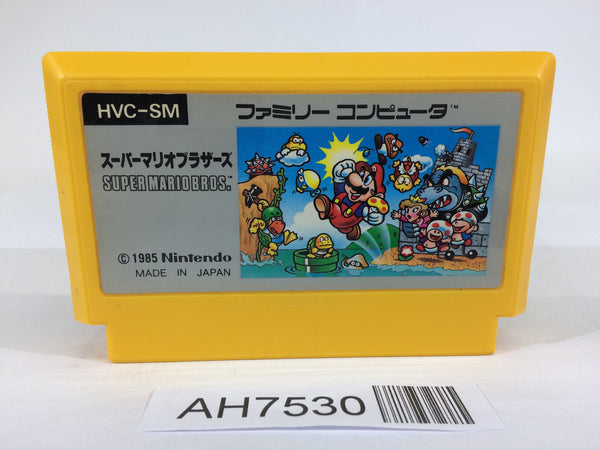 HVC-SM
ファミリー コンピュータ™
スーパーマリオブラザーズ
SUPER MARIO BROS.™
© 1985 Nintendo
MADE IN JAPAN
AH7530